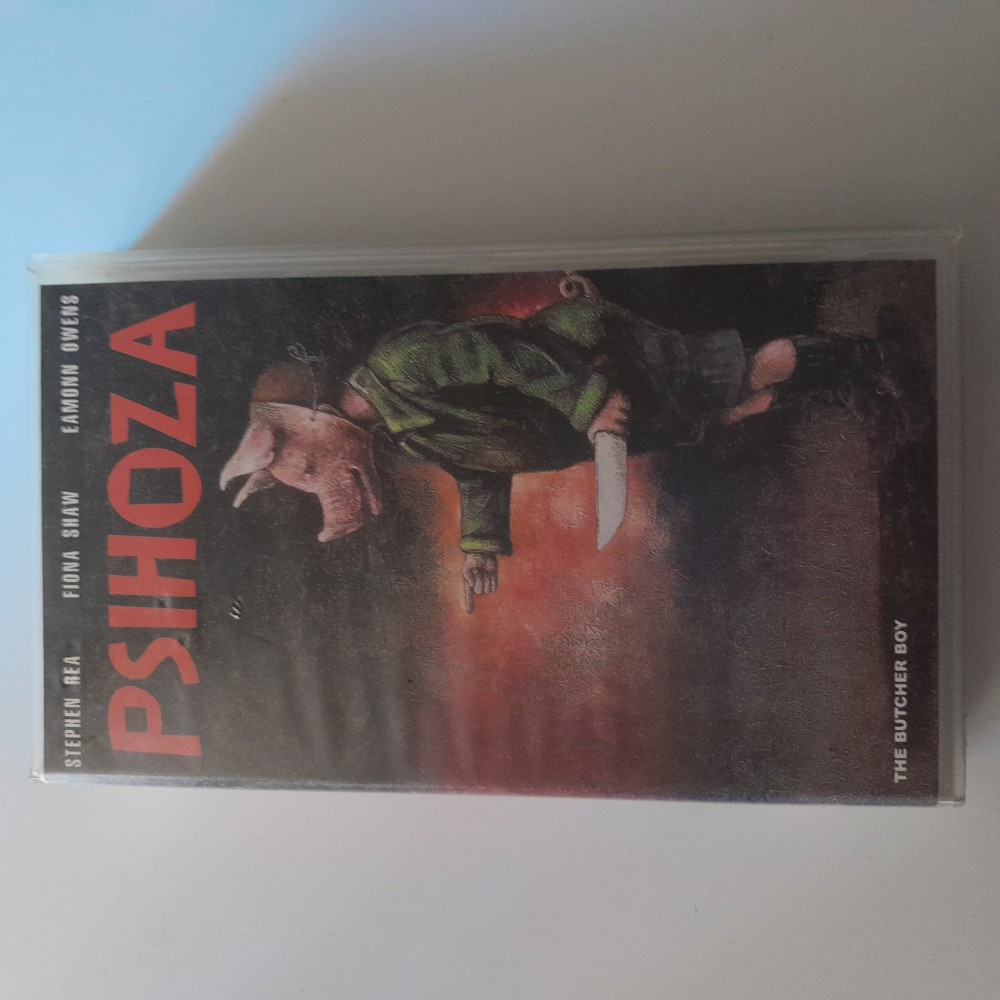 STEPHEN REA FIONA SHAW EAMONN OWENS
PSIHOZA
THE BUTCHER BOY